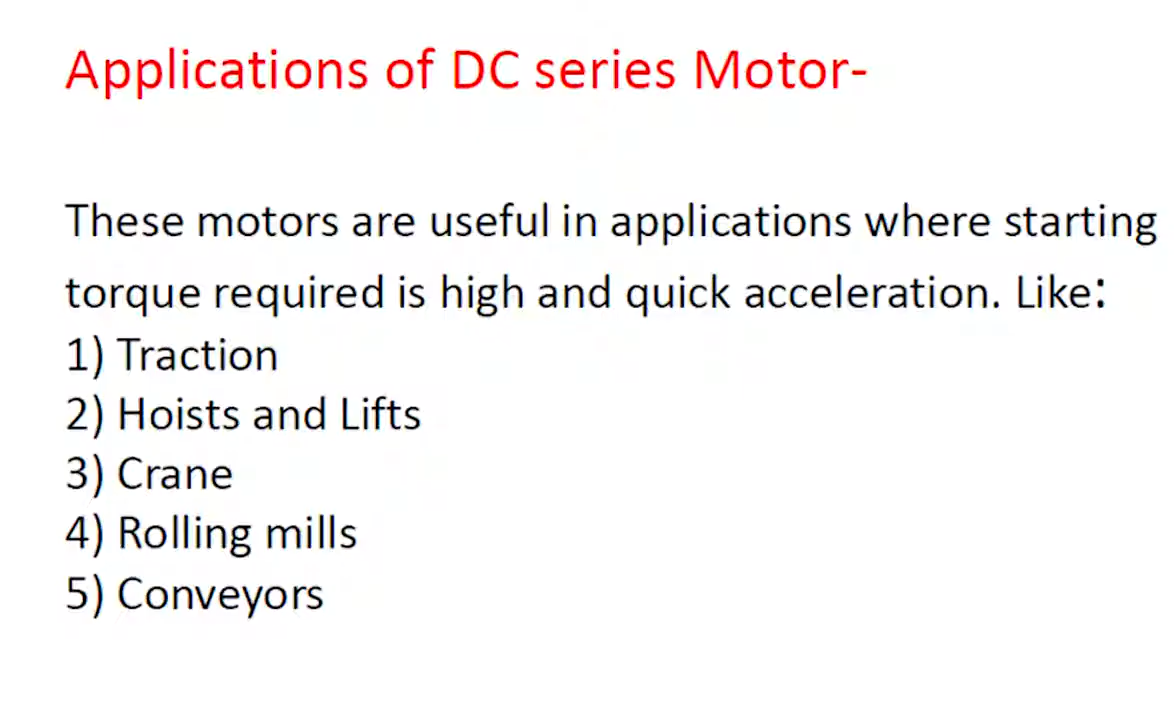 Applications of DC series Motor-
These motors are useful in applications where starting
torque required is high and quick acceleration. Like:
1) Traction
2) Hoists and Lifts
3) Crane
4) Rolling mills
5) Conveyors